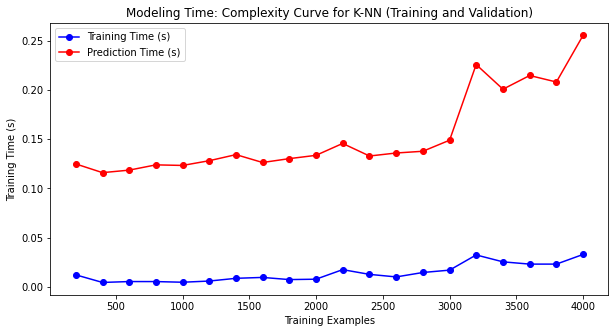 Modeling Time: Complexity Curve for K-NN (Training and Validation)
Training Time (s)
Prediction Time (s)
0.25
0.20
0.15
0.10
0.05
0.00
Training Time (s)
500 1000 1500 2000 2500 3000 3500 4000
Training Examples